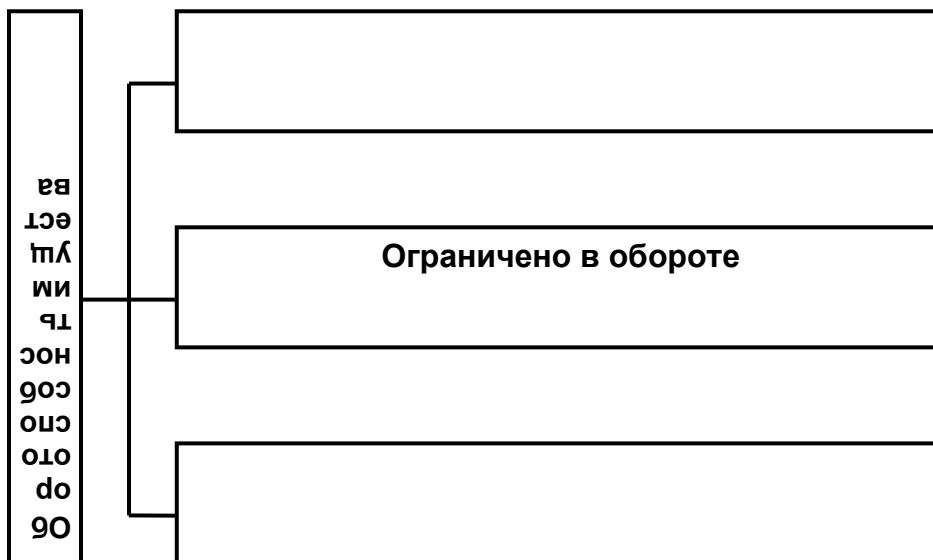 Об
ор
ото
спо
соб
нос
ть
им
ущ
ест
ва
Ограничено в обороте